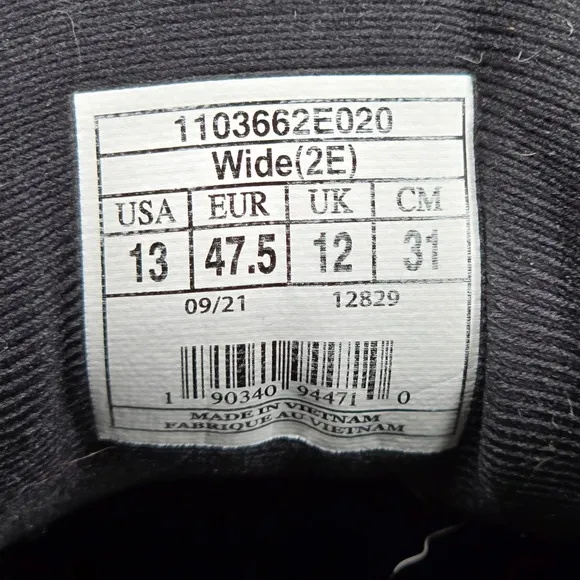 1103662E020
Wide(2E)
USA EUR UK CM
13 47.5 12 31
09/21 12829
1 90340 94471 0
MADE IN VIETNAM
FABRIQUE AU VIETNAM